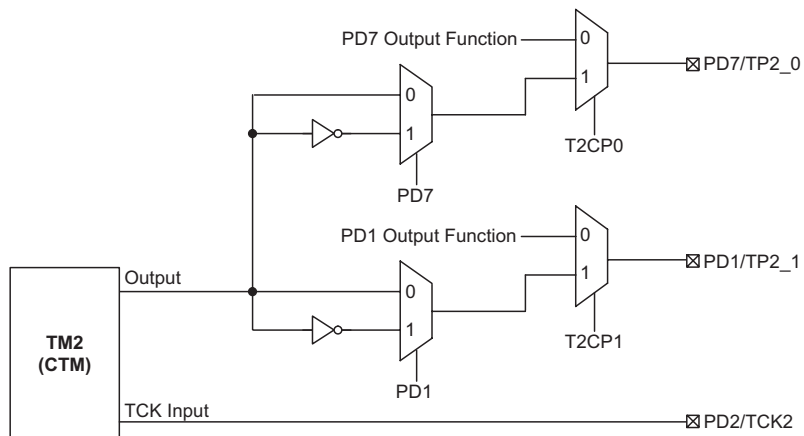 PD7 Output Function
0
1
PD7/TP2_0
T2CP0
0
1
PD7
PD1 Output Function
0
1
PD1/TP2_1
T2CP1
Output
0
1
PD1
TM2
(CTM)
TCK Input
PD2/TCK2